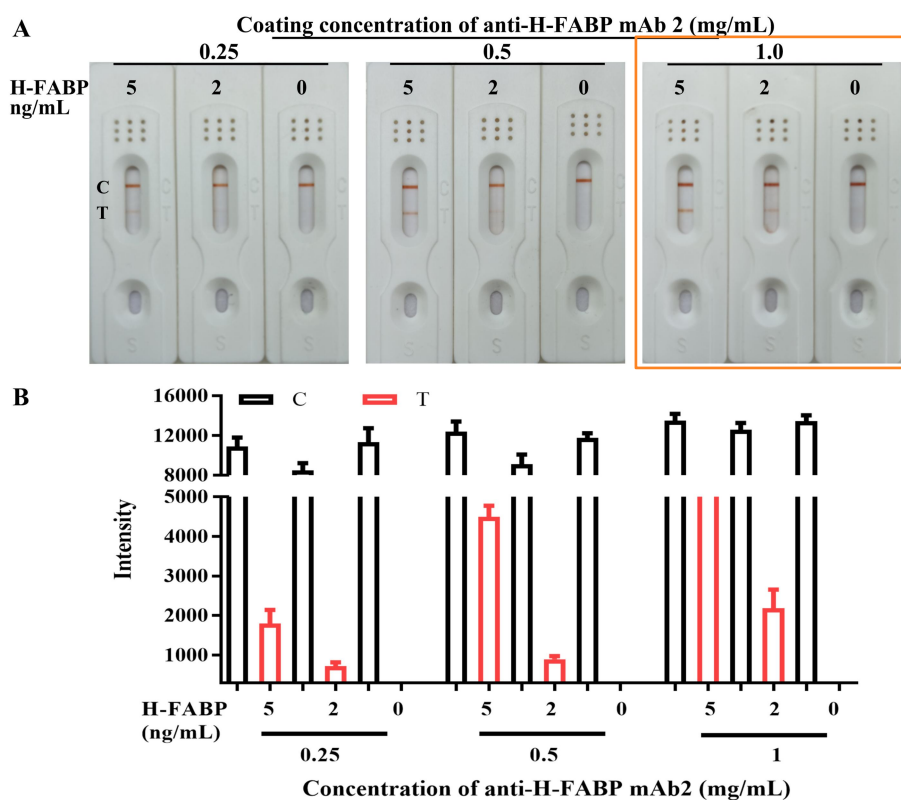 A
Coating concentration of anti-H-FABP mAb 2 (mg/mL)
0.25 0.5 1.0
H-FABP 5 2 0 5 2 0 5 2 0
ng/mL
C C C C
T T T T
S S S S S S
B
C T
16000
12000
8000
5000
4000
3000
2000
1000
Intensity
H-FABP 5 2 0 5 2 0 5 2 0
(ng/mL)
0.25 0.5 1
Concentration of anti-H-FABP mAb2 (mg/mL)